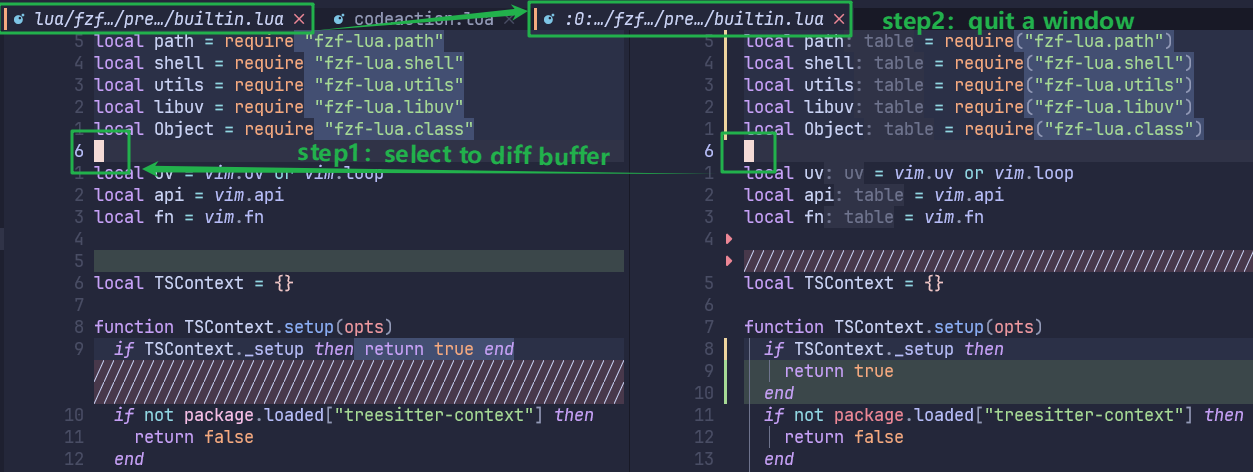 lua/fzf…/pre…/builtin.lua ×
codeaction.lua ×
:0:…/fzf…/pre…/builtin.lua ×
step2: quit a window
5 local path = require "fzf-lua.path"
4 local shell = require "fzf-lua.shell"
3 local utils = require "fzf-lua.utils"
2 local libuv = require "fzf-lua.libuv"
1 local Object = require "fzf-lua.class"
6
step1: select to diff buffer
1 local uv = vim.uv or vim.loop
2 local api = vim.api
3 local fn = vim.fn
4
5
6 local TSContext = {}
7
8 function TSContext.setup(opts)
9 if TSContext._setup then return true end
10 if not package.loaded["treesitter-context"] then
11 return false
12 end
5 local path: table = require("fzf-lua.path")
4 local shell: table = require("fzf-lua.shell")
3 local utils: table = require("fzf-lua.utils")
2 local libuv: table = require("fzf-lua.libuv")
1 local Object: table = require("fzf-lua.class")
6
1 local uv: uv = vim.uv or vim.loop
2 local api: table = vim.api
3 local fn: table = vim.fn
4
5 local TSContext = {}
6
7 function TSContext.setup(opts)
8 if TSContext._setup then
9 return true
10 end
11 if not package.loaded["treesitter-context"] then
12 return false
13 end